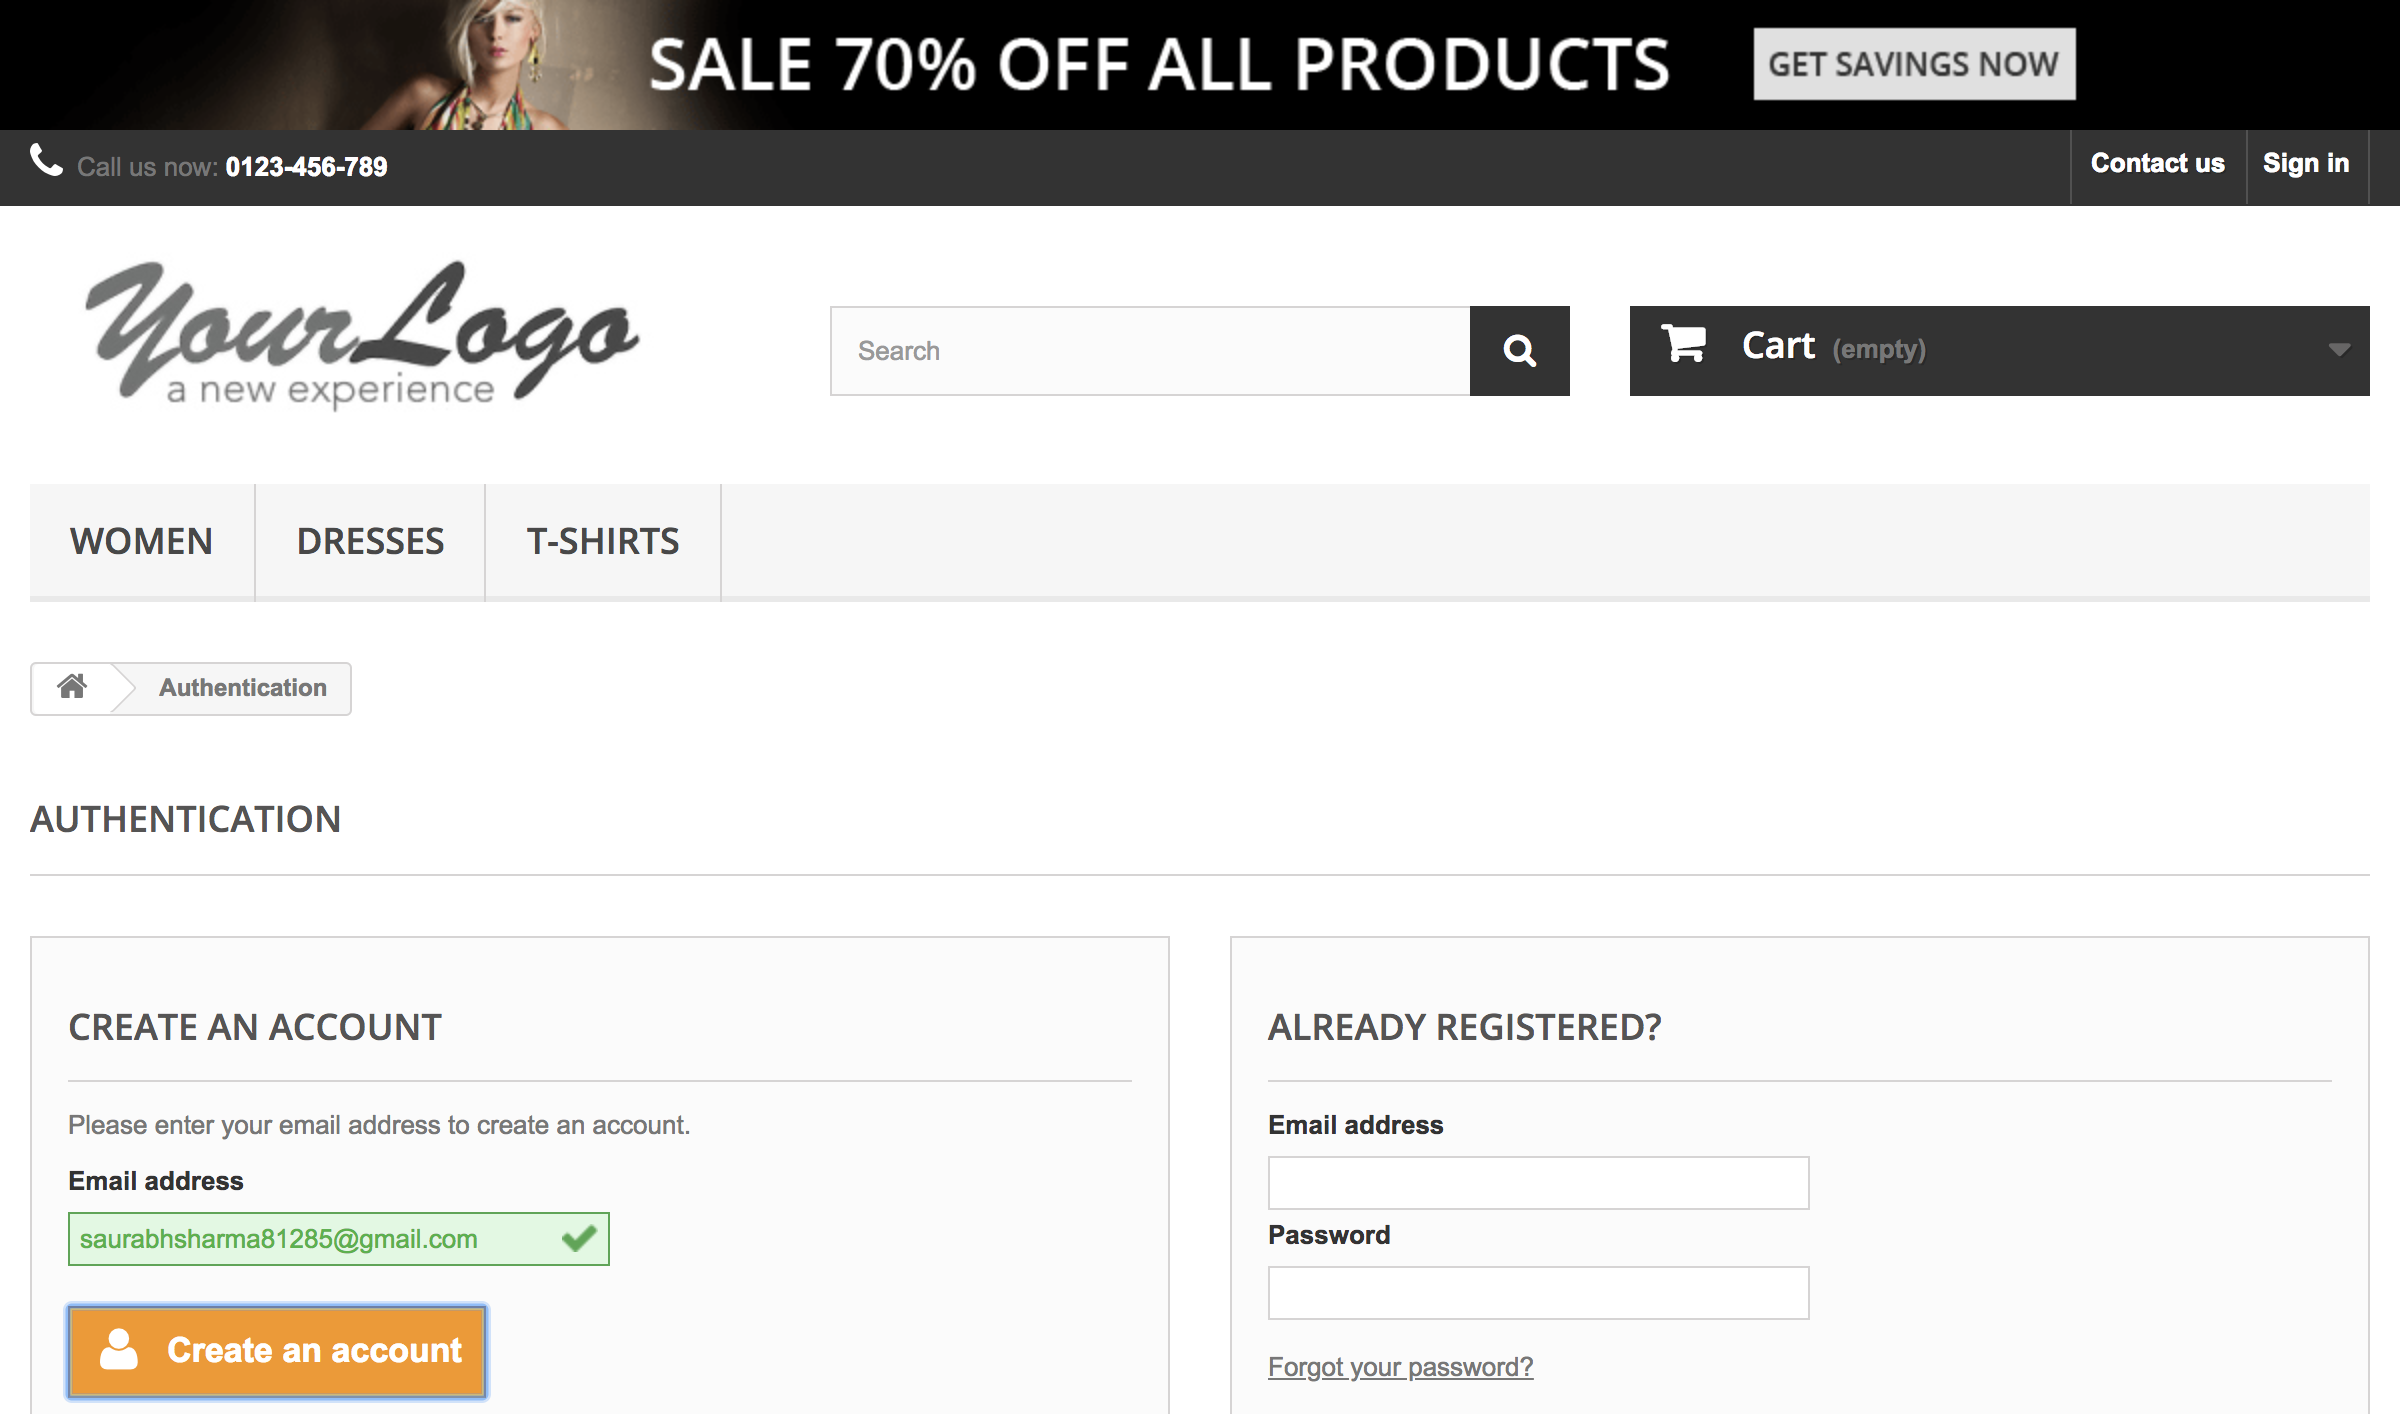 SALE 70% OFF ALL PRODUCTS GET SAVINGS NOW
Call us now: 0123-456-789 Contact us Sign in
YourLogo
a new experience
Search
Cart (empty)
WOMEN DRESSES T-SHIRTS
Authentication
AUTHENTICATION
CREATE AN ACCOUNT
Please enter your email address to create an account.
Email address
saurabhsharma81285@gmail.com
Create an account
ALREADY REGISTERED?
Email address
Password
Forgot your password?